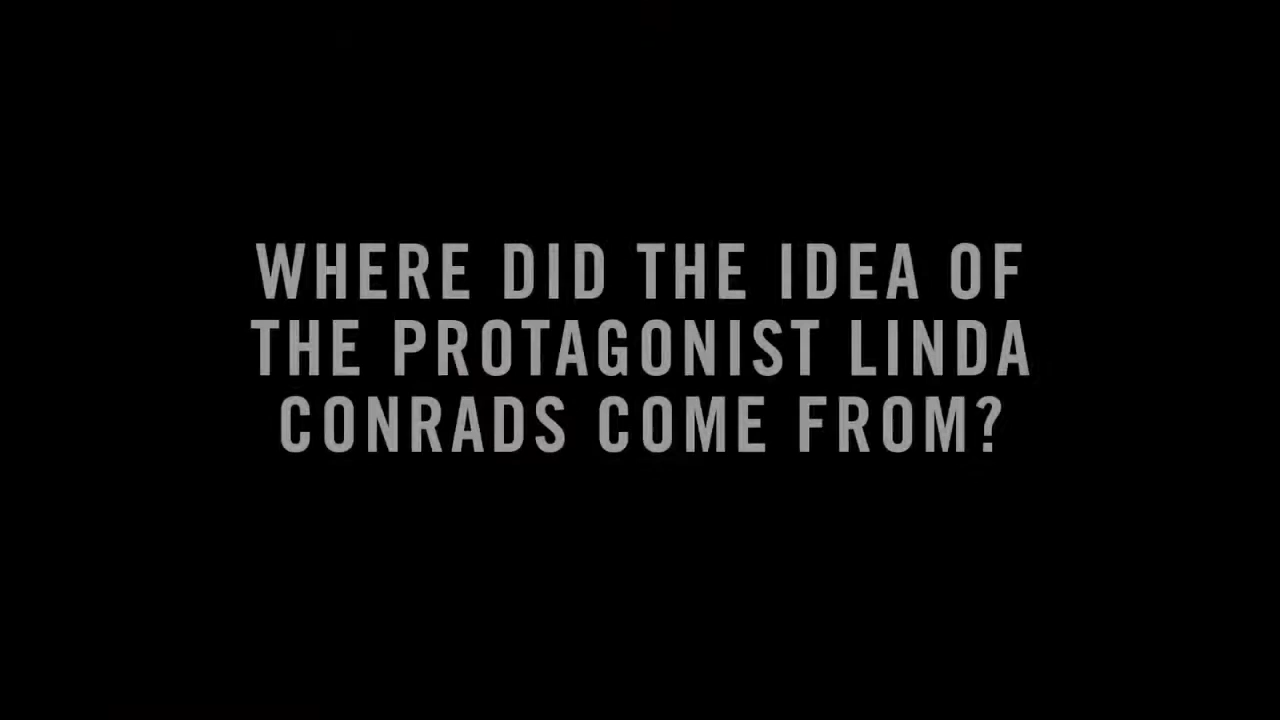 WHERE DID THE IDEA OF
THE PROTAGONIST LINDA
CONRADS COME FROM?